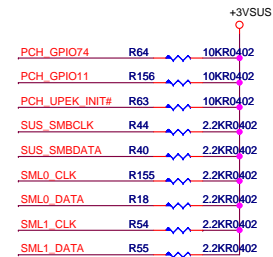 +3VSUS
PCH_GPIO74 R64 10KR0402
PCH_GPIO11 R156 10KR0402
PCH_UPEK_INIT# R63 10KR0402
SUS_SMBCLK R44 2.2KR0402
SUS_SMBDATA R40 2.2KR0402
SML0_CLK R155 2.2KR0402
SML0_DATA R18 2.2KR0402
SML1_CLK R54 2.2KR0402
SML1_DATA R55 2.2KR0402